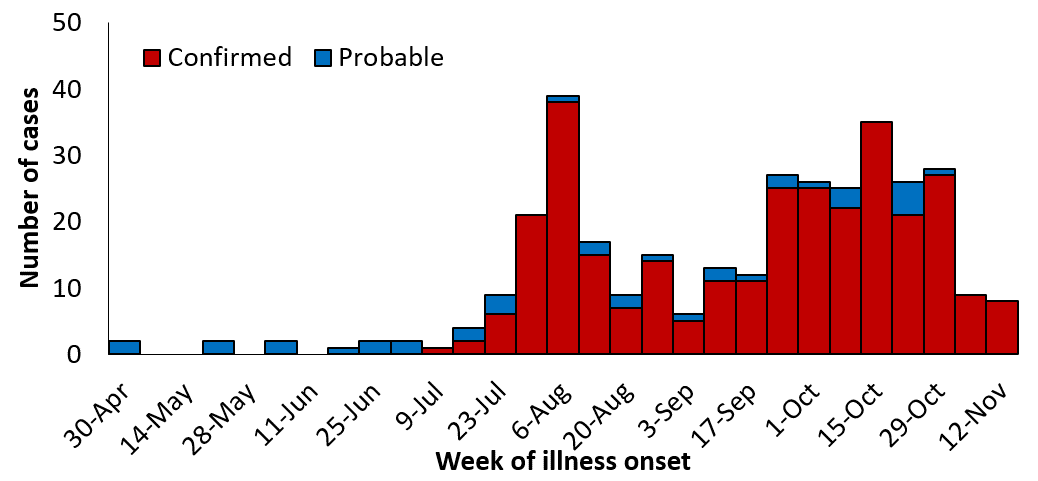 50
Confirmed Probable
40
30
20
10
0
Number of cases
30-Apr 14-May 28-May 11-Jun 25-Jun 9-Jul 23-Jul 6-Aug 20-Aug 3-Sep 17-Sep 1-Oct 15-Oct 29-Oct 12-Nov
Week of illness onset